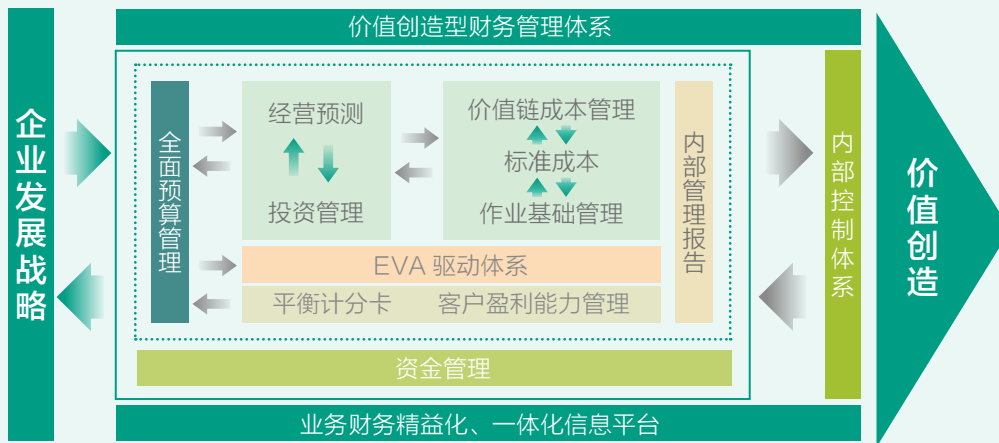 价值创造型财务管理体系
企业发展战略
全面预算管理
经营预测
投资管理
价值链成本管理
标准成本
作业基础管理
EVA 驱动体系
平衡计分卡
客户盈利能力管理
内部管理报告
资金管理
内部控制体系
价值创造
业务财务精益化、一体化信息平台